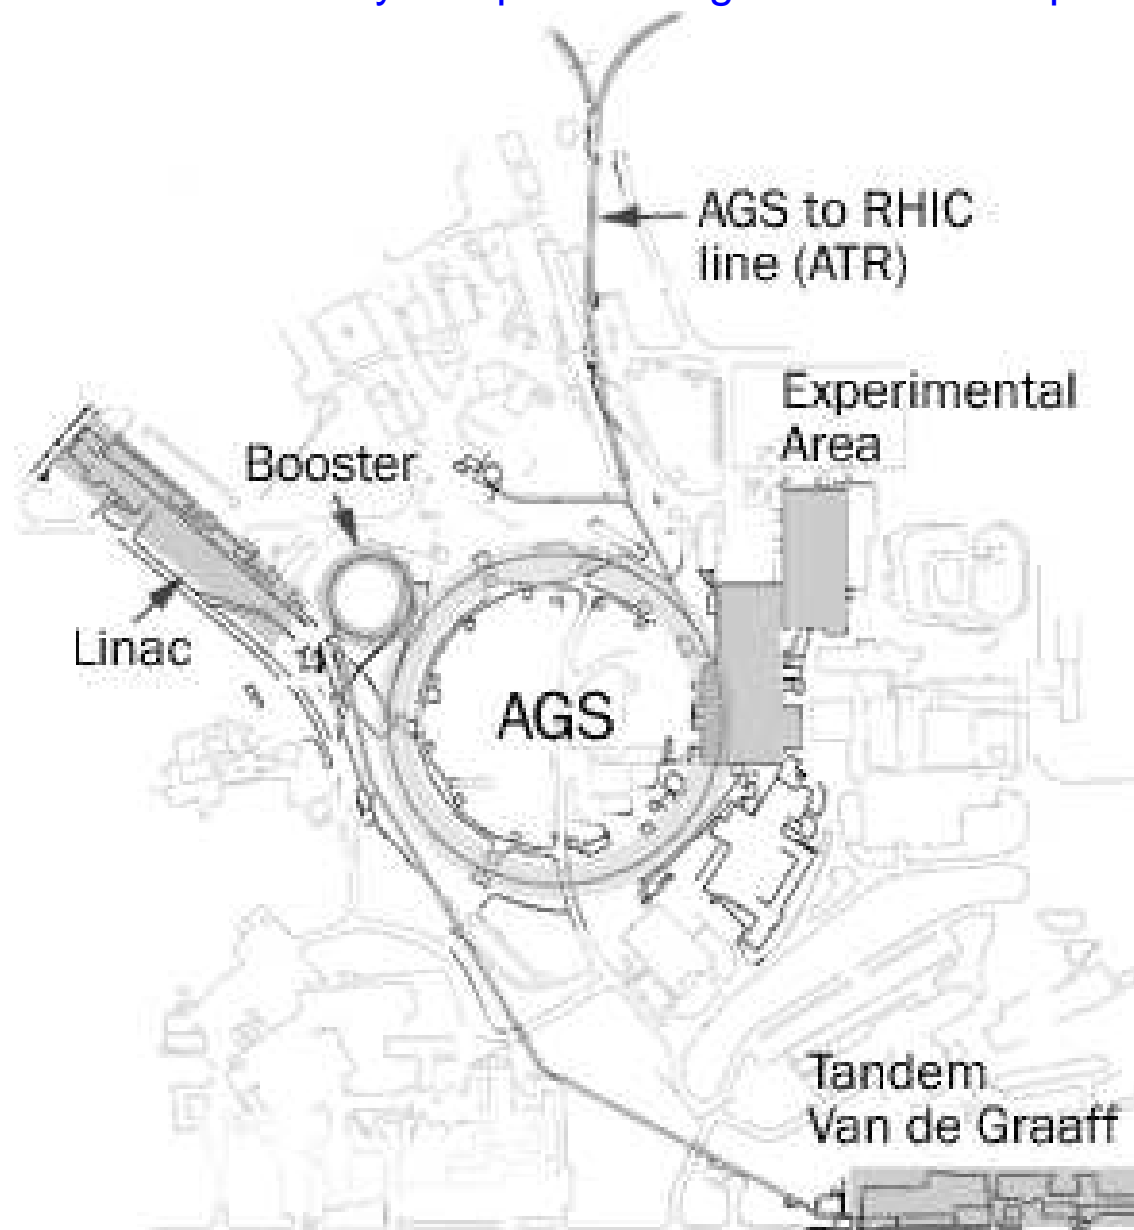 AGS to RHIC
line (ATR)
Experimental
Area
Booster
Linac
AGS
Tandem
Van de Graaff